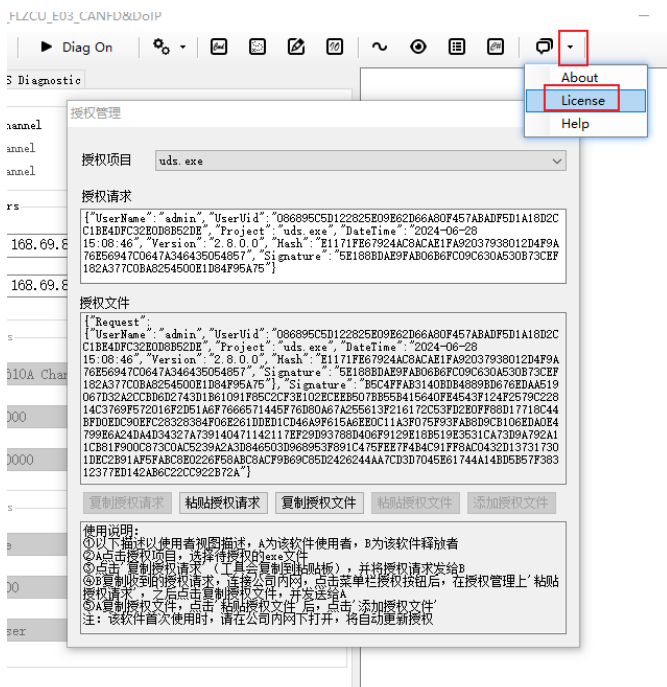 _FLZCU_E03_CANFD&DoIP
Diag On
S Diagnostic
About
License
Help
授权管理
授权项目
uds.exe
授权请求
{"UserName":"admin","UserUid":"086895C5D122825E09E62D66A80F457ABADF5D1A18D2C
C1BE4DFC32E0D8B52DE","Project":"uds.exe","DateTime":"2024-06-28
15:08:46","Version":"2.8.0.0","Hash":"E1171FE67924AC8ACAE1FA92037938012D4F9A
76E56947C0647A346435054857","Signature":"5E188BDAE9FAB06B6FC09C630A530B73CEF
182A377C0BA8254500E1D84F95A75"}
授权文件
{"Request":
{"UserName":"admin","UserUid":"086895C5D122825E09E62D66A80F457ABADF5D1A18D2C
C1BE4DFC32E0D8B52DE","Project":"uds.exe","DateTime":"2024-06-28
15:08:46","Version":"2.8.0.0","Hash":"E1171FE67924AC8ACAE1FA92037938012D4F9A
76E56947C0647A346435054857","Signature":"5E188BDAE9FAB06B6FC09C630A530B73CEF
182A377C0BA8254500E1D84F95A75"},"Signature":"B5C4FFAB3140BDB4889BD676EDAA519
067D32A2CCBD6D2743D1B61091F85C2CF3E102ECEEB507BB55B415640FE4543F124F2579C228
14C3769F572016F2D51A6F7666571445F76D80A67A255613F216172C53FD2E0FF88D17718C44
BFD0EDC90EFC28328384F06E261DDED1CD46A9F615A6EE0C11A3F075F93FAB8D9CB106EDA0E4
799E6A24DA4D34327A739140471142117EF29D93788D406F9129E18B519E3531CA73D9A792A1
1CB81F900C873C0AC5239A2A3D846503D968953F891C475FEE7F4B4C91FF8AC0432D13731730
1DEC2B91AF5FABC8E0226F58ABC8ACF9B69C85D2426244AA7CD3D7045E61744A14BD5B57F383
12377ED142AB6C22CC922B72A"}
复制授权请求 粘贴授权请求 复制授权文件 粘贴授权文件 添加授权文件
使用说明:
①以下描述以使用者视图描述，A为该软件使用者，B为该软件释放者
②A点击授权项目，选择待授权的exe文件
③点击'复制授权请求'（工具会复制到粘贴板），并将授权请求发给B
④B复制收到的授权请求，连接公司内网，点击菜单栏授权按钮后，在授权管理上'粘贴
授权请求'，之后点击复制授权文件，并发送给A
⑤A复制授权文件，点击'粘贴授权文件'后，点击'添加授权文件'
注：该软件首次使用时，请在公司内网下打开，将自动更新授权
hannel
annel
annel
rs
168.69.8
168.69.8
s
610A Char
000
0000
s
e
00
ser